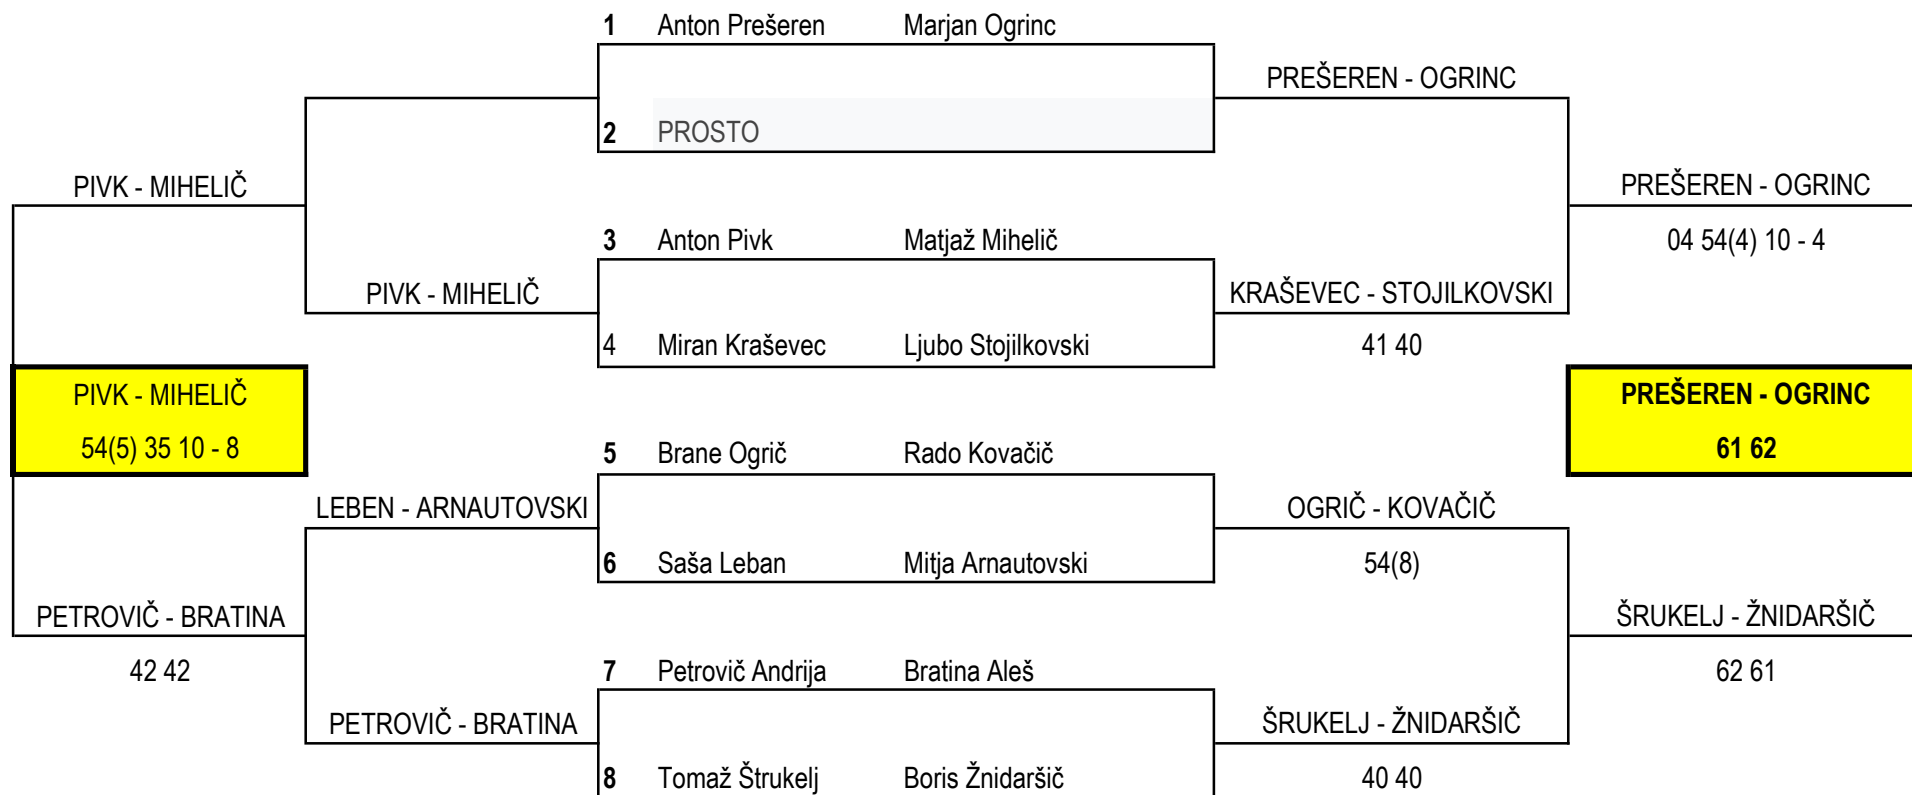 1 Anton Prešeren Marjan Ogrinc
PREŠEREN - OGRINC
2 PROSTO
PIVK - MIHELIČ PREŠEREN - OGRINC
3 Anton Pivk Matjaž Mihelič 04 54(4) 10 - 4
PIVK - MIHELIČ KRAŠEVEC - STOJILKOVSKI
4 Miran Kraševec Ljubo Stojilkovski 41 40
PIVK - MIHELIČ PREŠEREN - OGRINC
54(5) 35 10 - 8 5 Brane Ogrič Rado Kovačič 61 62
LEBEN - ARNAUTOVSKI OGRIČ - KOVAČIČ
6 Saša Leban Mitja Arnautovski 54(8)
PETROVIČ - BRATINA ŠRUKELJ - ŽNIDARŠIČ
42 42 7 Petrovič Andrija Bratina Aleš 62 61
PETROVIČ - BRATINA ŠRUKELJ - ŽNIDARŠIČ
8 Tomaž Štrukelj Boris Žnidaršič 40 40